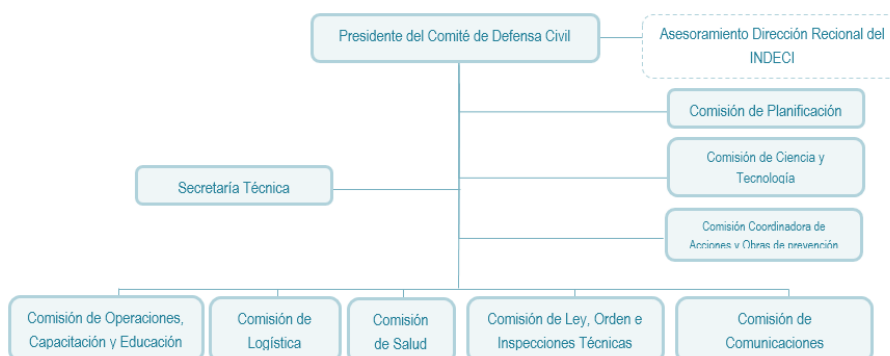 Presidente del Comité de Defensa Civil
Asesoramiento Dirección Recional del
INDECI
Comisión de Planificación
Comisión de Ciencia y
Tecnología
Secretaría Técnica
Comisión Coordinadora de
Acciones y Obras de prevención
Comisión de Operaciones,
Capacitación y Educación
Comisión de
Logística
Comisión
de Salud
Comisión de Ley, Orden e
Inspecciones Técnicas
Comisión de
Comunicaciones